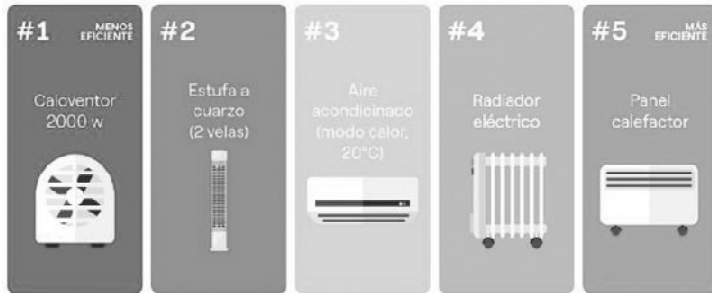 #1 MENOS
EFICIENTE
Caloventor
2000 w
#2
Estufa a
cuarzo
(2 velas)
#3
Aire
acondicinado
(modo calor,
20°C)
#4
Radiador
eléctrico
#5 MÁS
EFICIENTE
Panel
calefactor